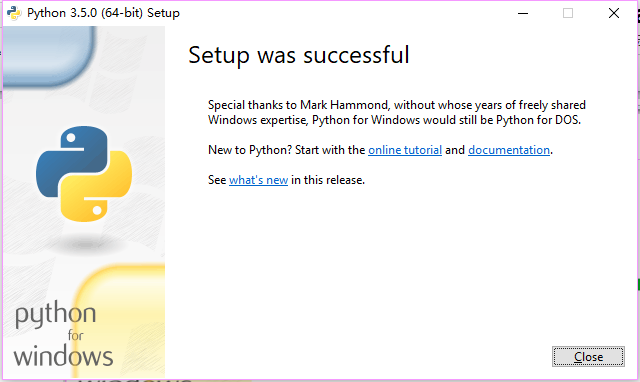 Python 3.5.0 (64-bit) Setup
Setup was successful
Special thanks to Mark Hammond, without whose years of freely shared
Windows expertise, Python for Windows would still be Python for DOS.
New to Python? Start with the online tutorial and documentation.
See what's new in this release.
python
for
windows
Close
windows